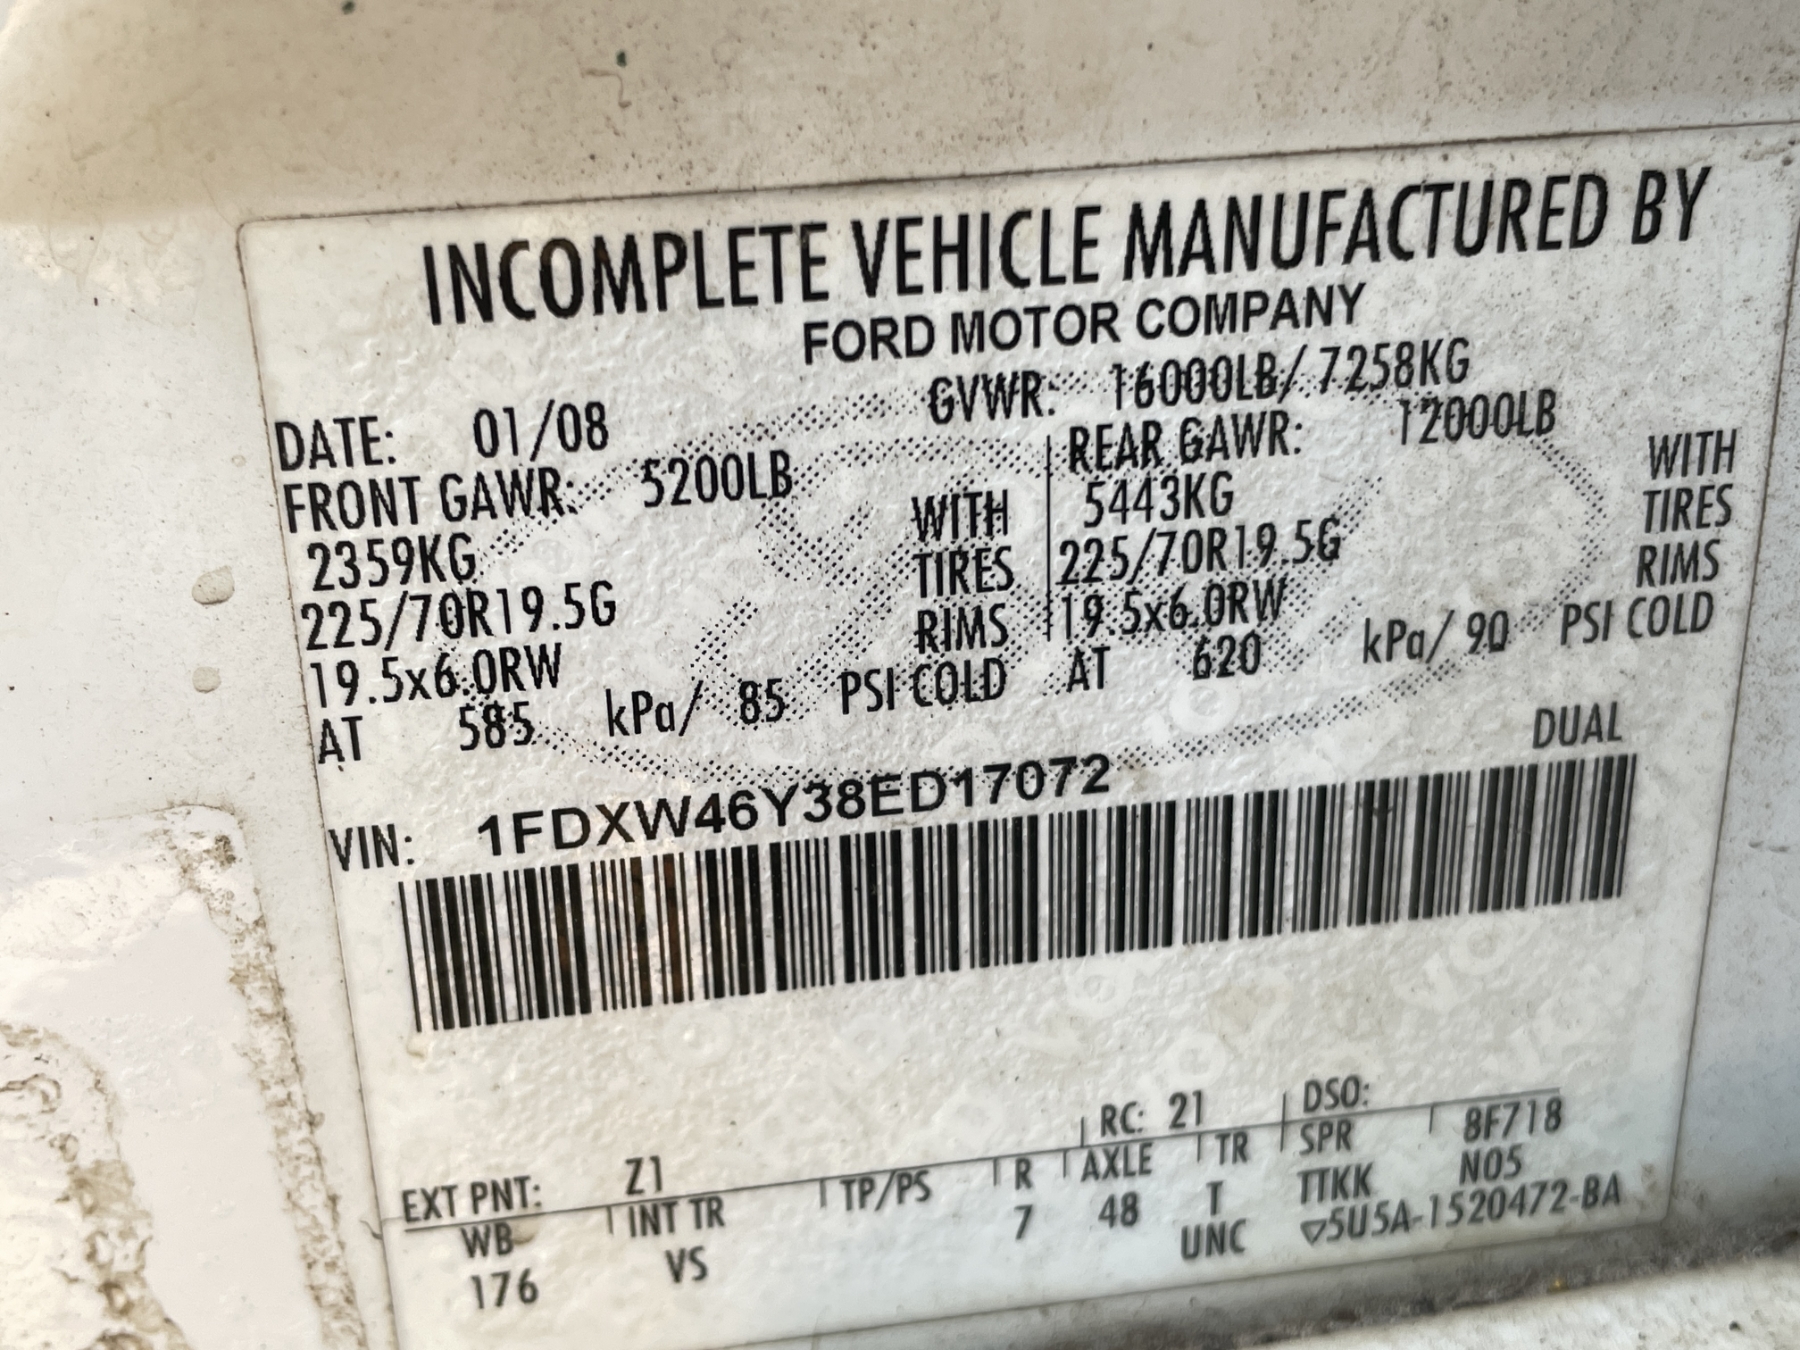 INCOMPLETE VEHICLE MANUFACTURED BY
FORD MOTOR COMPANY
DATE: 01/08 GVWR: 16000LB/ 7258KG
FRONT GAWR: 5200LB REAR GAWR: 12000LB
2359KG WITH 5443KG WITH
225/70R19.5G TIRES 225/70R19.5G TIRES
19.5x6.0RW RIMS 19.5x6.0RW RIMS
AT 585 kPa/ 85 PSI COLD AT 620 kPa/ 90 PSI COLD
DUAL
VIN: 1FDXW46Y38ED17072
EXT PNT: Z1 RC: 21 DSO:
WB INT TR TP/PS R AXLE TR SPR 8F718
176 VS 7 48 T TTKK N05
UNC ▽5U5A-1520472-BA